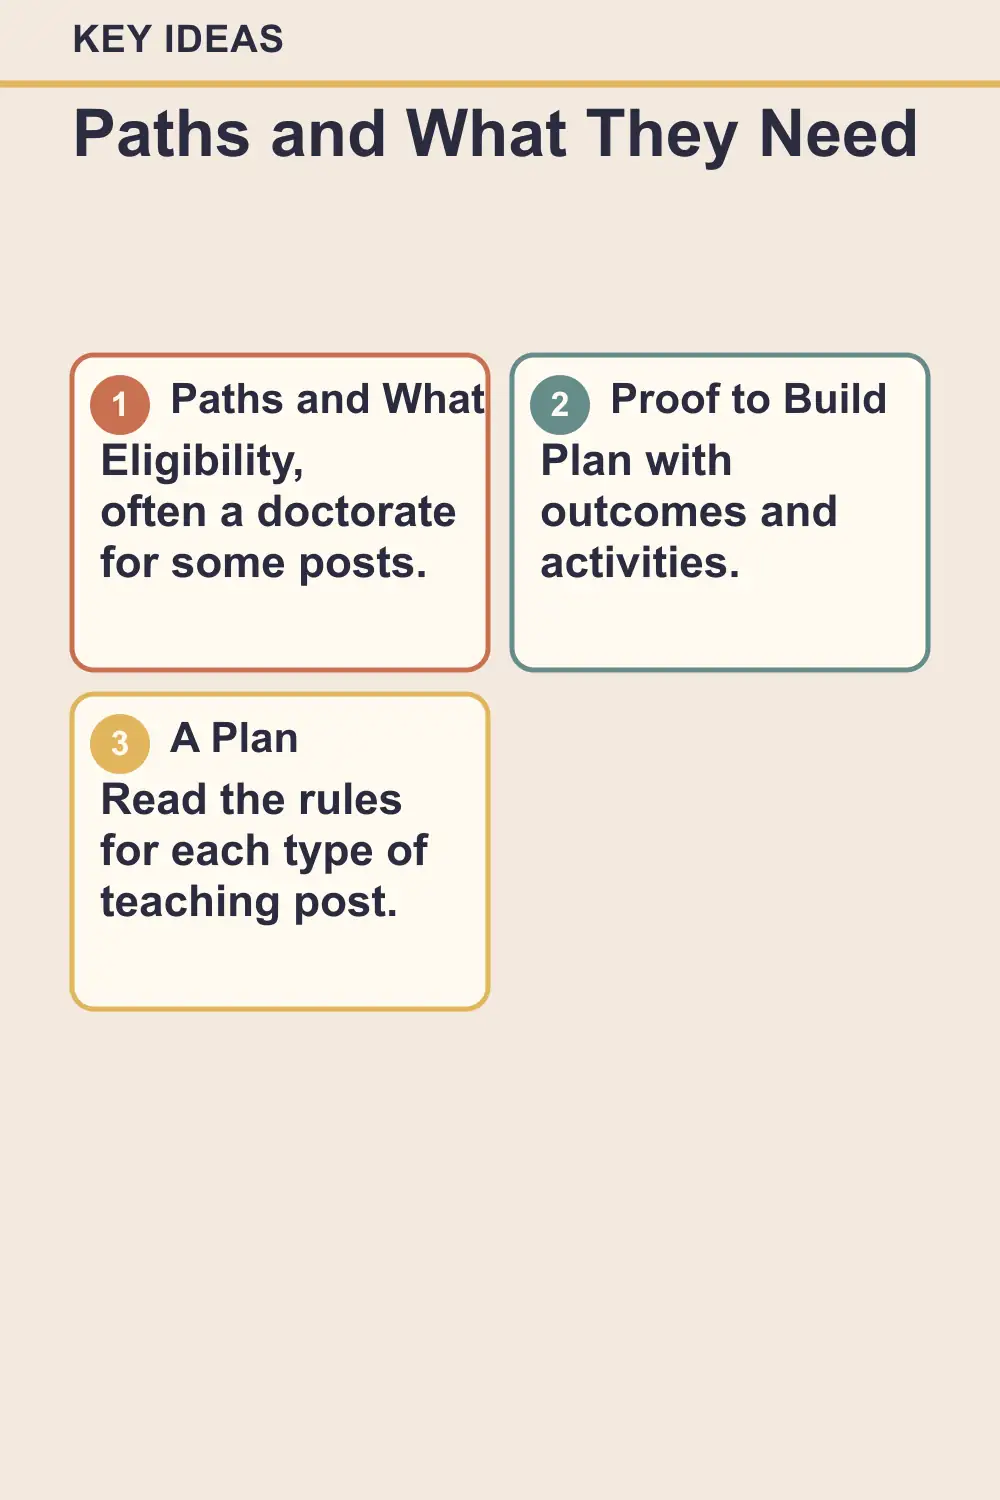 KEY IDEAS
Paths and What They Need
1
Paths and What
Eligibility,
often a doctorate
for some posts.
2
Proof to Build
Plan with
outcomes and
activities.
3
A Plan
Read the rules
for each type of
teaching post.